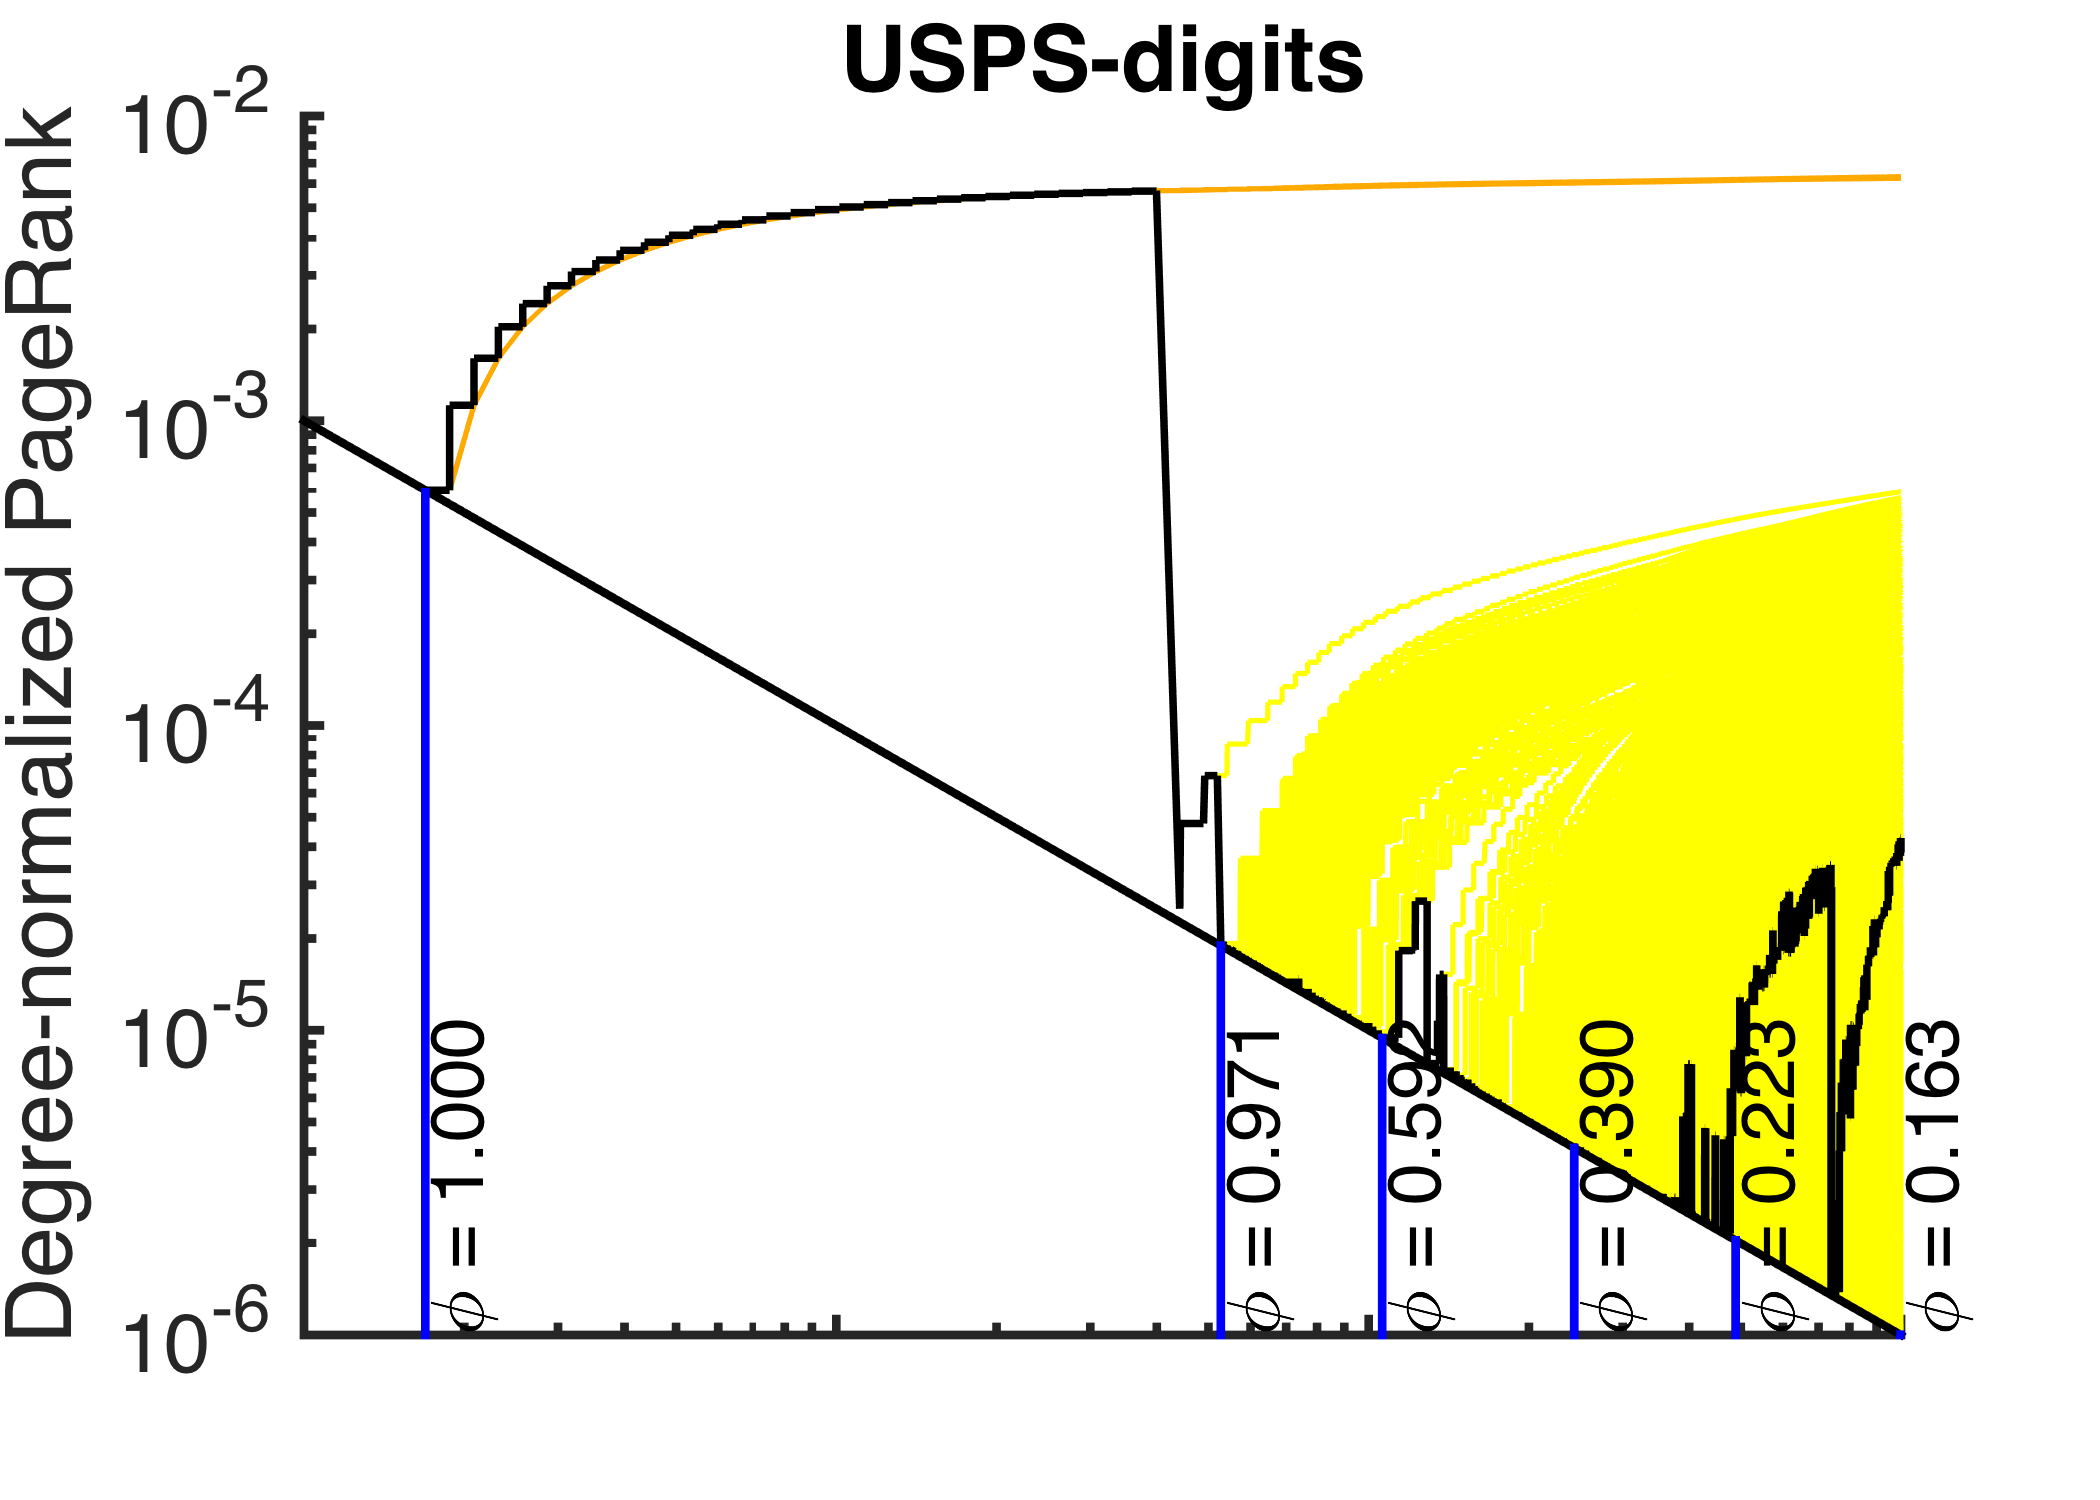 USPS-digits
Degree-normalized PageRank
10^-2
10^-3
10^-4
10^-5
10^-6
ϕ = 1.000
ϕ = 0.971
ϕ = 0.592
ϕ = 0.390
ϕ = 0.223
ϕ = 0.163